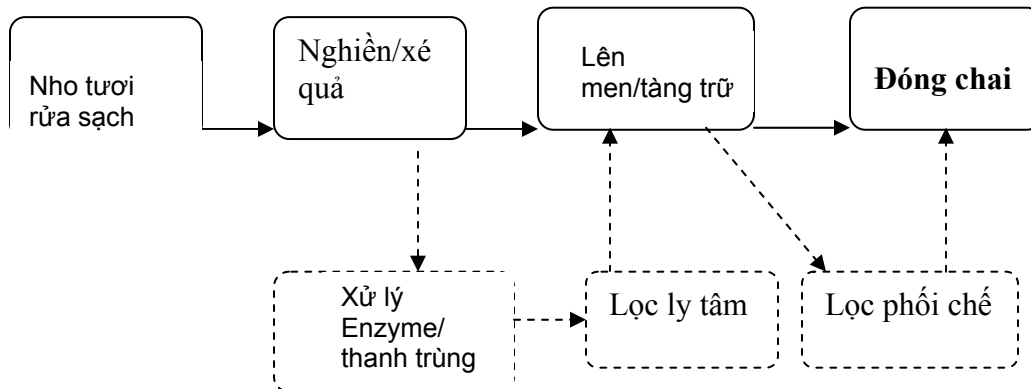 Nho tươi
rửa sạch
Nghiền/xé
quả
Lên
men/tàng trữ
Đóng chai
Xử lý
Enzyme/
thanh trùng
Lọc ly tâm
Lọc phối chế